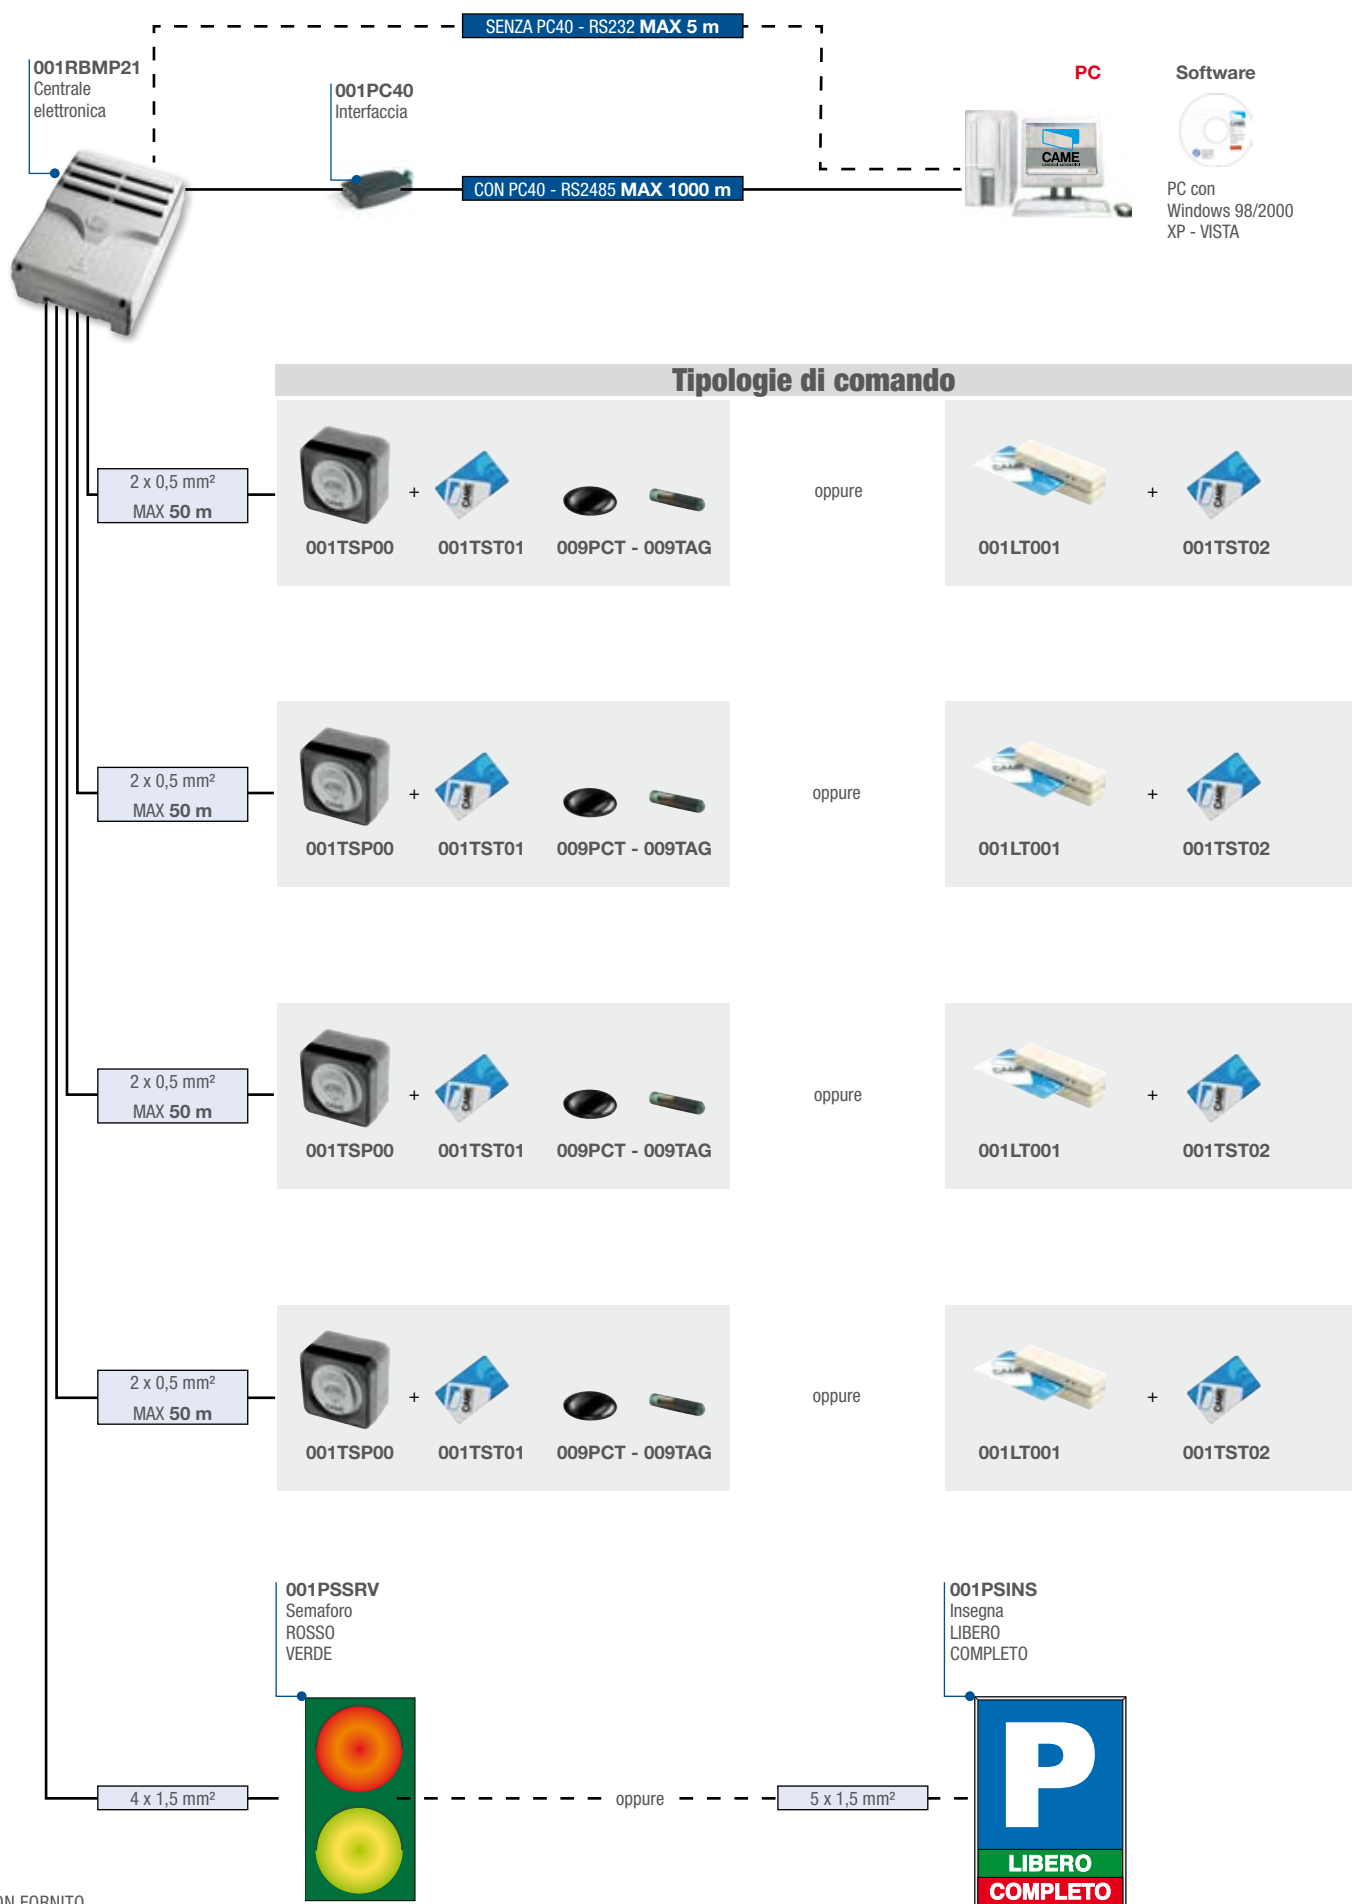 SENZA PC40 - RS232 MAX 5 m
001RBMP21
Centrale
elettronica
001PC40
Interfaccia
PC
Software
CAME
CON PC40 - RS2485 MAX 1000 m
PC con
Windows 98/2000
XP - VISTA
Tipologie di comando
2 x 0,5 mm²
MAX 50 m
+
oppure
+
001TSP00
001TST01
009PCT - 009TAG
001LT001
001TST02
2 x 0,5 mm²
MAX 50 m
+
oppure
+
001TSP00
001TST01
009PCT - 009TAG
001LT001
001TST02
2 x 0,5 mm²
MAX 50 m
+
oppure
+
001TSP00
001TST01
009PCT - 009TAG
001LT001
001TST02
2 x 0,5 mm²
MAX 50 m
+
oppure
+
001TSP00
001TST01
009PCT - 009TAG
001LT001
001TST02
001PSSRV
Semaforo
ROSSO
VERDE
001PSINS
Insegna
LIBERO
COMPLETO
4 x 1,5 mm²
oppure
5 x 1,5 mm²
P
LIBERO
COMPLETO
FORNITO